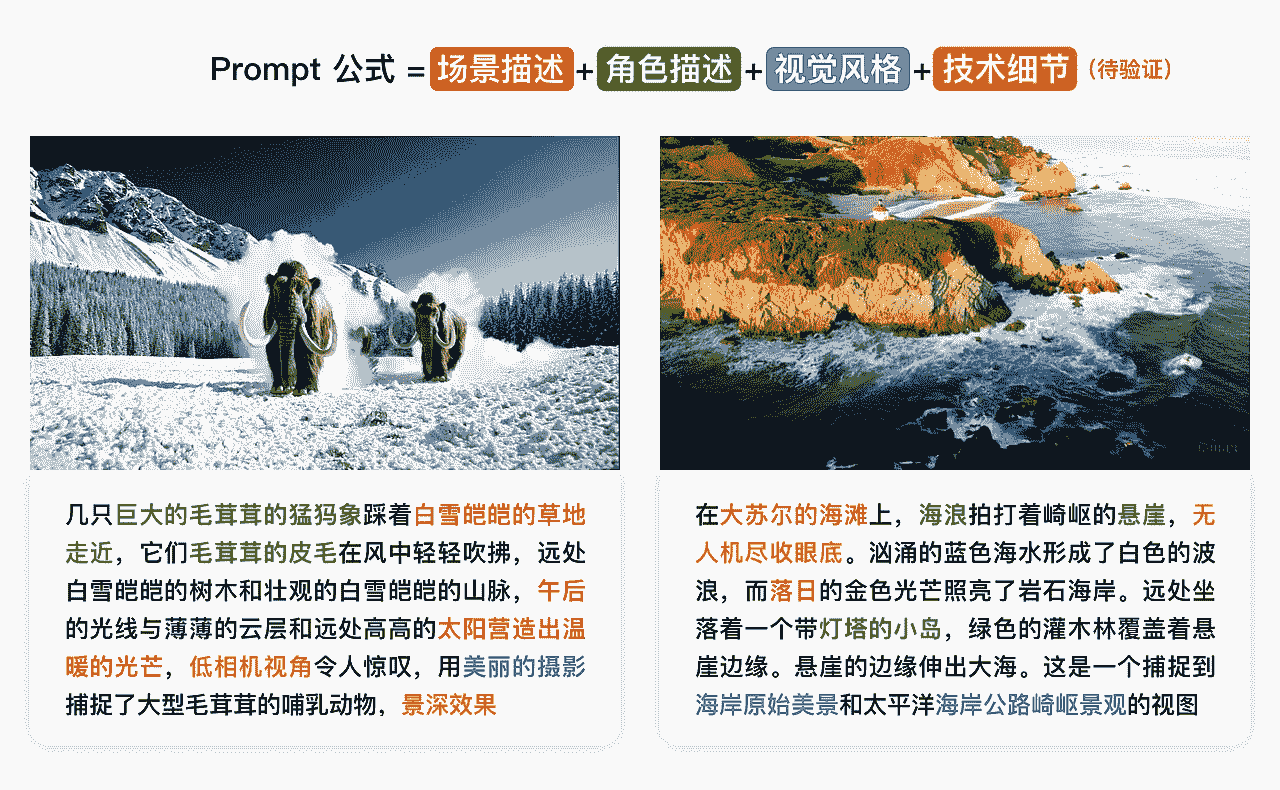 Prompt 公式 = 场景描述 + 角色描述 + 视觉风格 + 技术细节 (待验证)
几只巨大的毛茸茸的猛犸象踩着白雪皑皑的草地
走近，它们毛茸茸的皮毛在风中轻轻吹拂，远处
白雪皑皑的树木和壮观的白雪皑皑的山脉，午后
的光线与薄薄的云层和远处高高的太阳营造出温
暖的光芒，低相机视角令人惊叹，用美丽的摄影
捕捉了大型毛茸茸的哺乳动物，景深效果
在大苏尔的海滩上，海浪拍打着崎岖的悬崖，无
人机尽收眼底。汹涌的蓝色海水形成了白色的波
浪，而落日的金色光芒照亮了岩石海岸。远处坐
落着一个带灯塔的小岛，绿色的灌木林覆盖着悬
崖边缘。悬崖的边缘伸出大海。这是一个捕捉到
海岸原始美景和太平洋海岸公路崎岖景观的视图